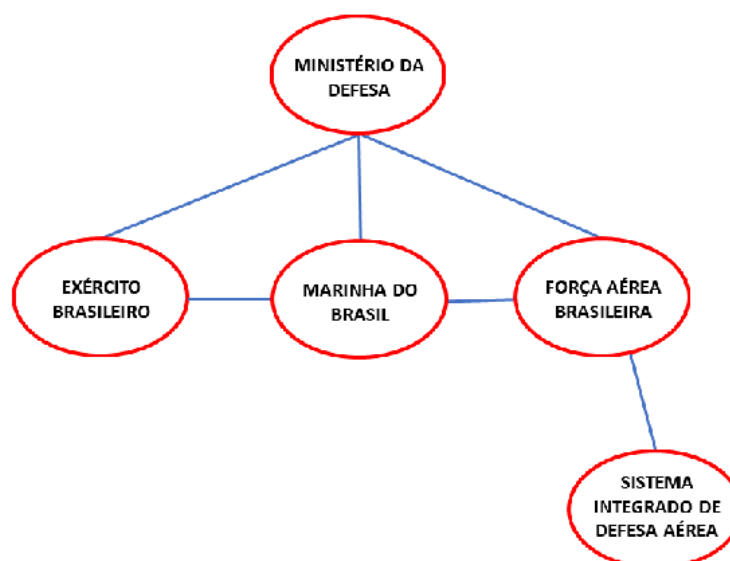 MINISTÉRIO DA
DEFESA
EXÉRCITO
BRASILEIRO
MARINHA DO
BRASIL
FORÇA AÉREA
BRASILEIRA
SISTEMA
INTEGRADO DE
DEFESA AÉREA